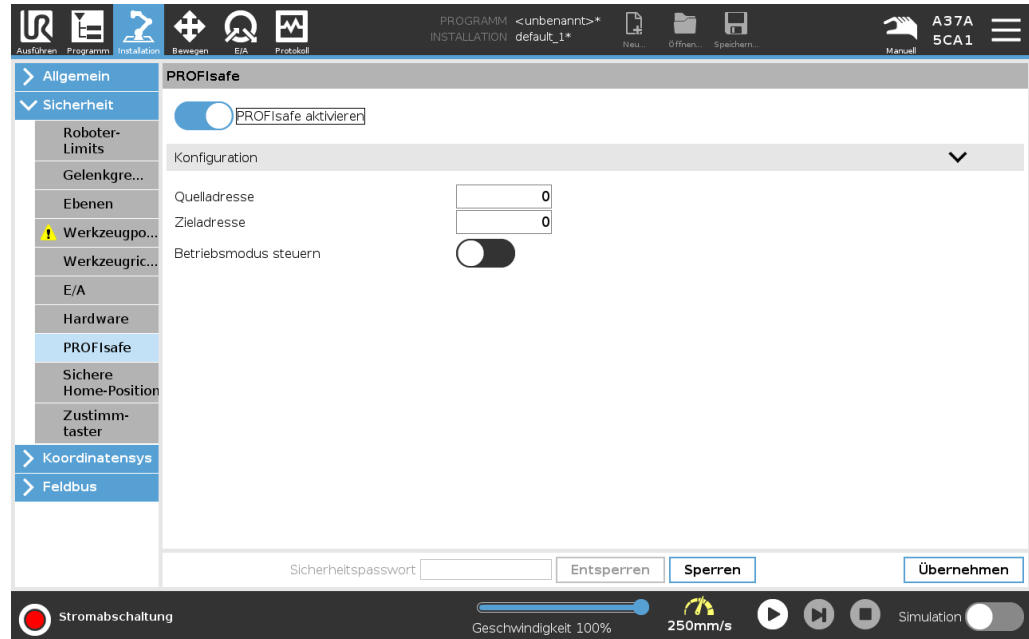 UR
PROGRAMM <unbenannt>*
INSTALLATION default_1*
Ausführen Programm Installation Bewegen E/A Protokoll
Neu... Öffnen... Speichern...
Manuell
A37A
5CA1
Allgemein
Sicherheit
Roboter-
Limits
Gelenkgre...
Ebenen
Werkzeugpo...
Werkzeugric...
E/A
Hardware
PROFIsafe
Sichere
Home-Position
Zustimm-
taster
Koordinatensys
Feldbus
PROFIsafe
PROFIsafe aktivieren
Konfiguration
Quelladresse 0
Zieladresse 0
Betriebsmodus steuern
Sicherheitspasswort Entsperren Sperren Übernehmen
Stromabschaltung
Geschwindigkeit 100%
250mm/s
Simulation